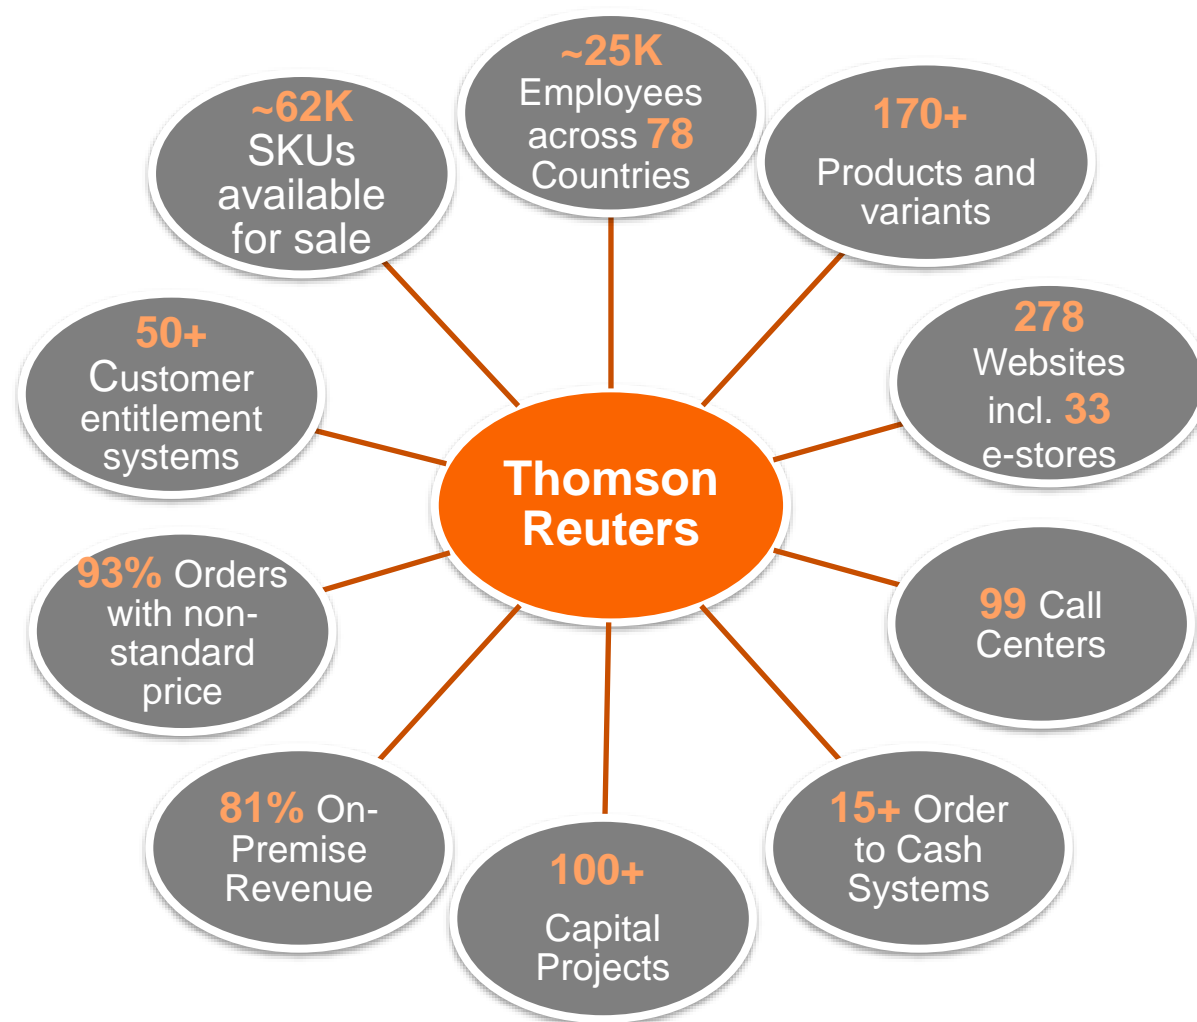 ~25K
Employees
across 78
Countries
170+
Products and
variants
278
Websites
incl. 33
e-stores
99 Call
Centers
15+ Order
to Cash
Systems
100+
Capital
Projects
81% On-
Premise
Revenue
93% Orders
with non-
standard
price
50+
Customer
entitlement
systems
~62K
SKUs
available
for sale
Thomson
Reuters